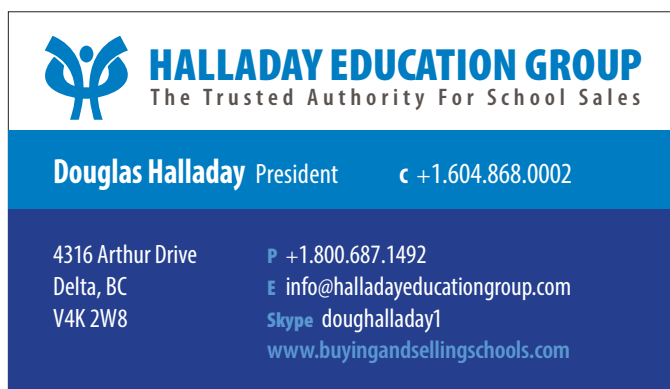 HALLADAY EDUCATION GROUP
The Trusted Authority For School Sales
Douglas Halladay President C +1.604.868.0002
4316 Arthur Drive
Delta, BC
V4K 2W8
P +1.800.687.1492
E info@halladayeducationgroup.com
Skype doughalladay1
www.buyingandsellingschools.com